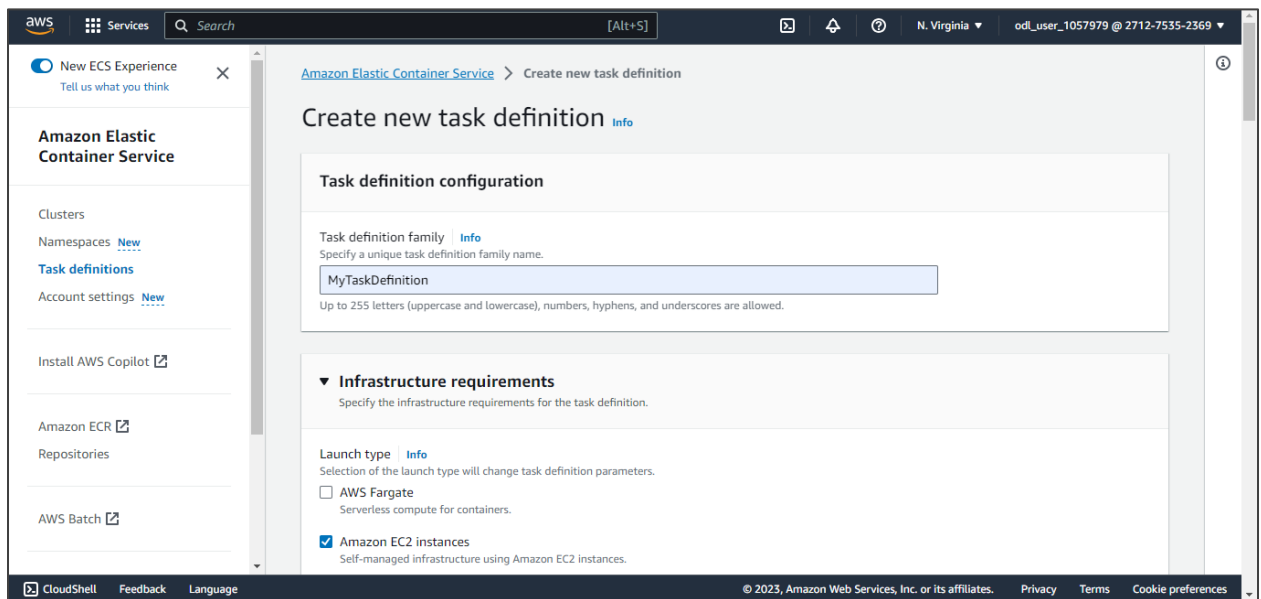 aws
Services
Search
[Alt+S]
N. Virginia
odl_user_1057979 @ 2712-7535-2369
New ECS Experience
Tell us what you think
Amazon Elastic
Container Service
Clusters
Namespaces New
Task definitions
Account settings New
Install AWS Copilot
Amazon ECR
Repositories
AWS Batch
Amazon Elastic Container Service > Create new task definition
Create new task definition Info
Task definition configuration
Task definition family Info
Specify a unique task definition family name.
MyTaskDefinition
Up to 255 letters (uppercase and lowercase), numbers, hyphens, and underscores are allowed.
Infrastructure requirements
Specify the infrastructure requirements for the task definition.
Launch type Info
Selection of the launch type will change task definition parameters.
AWS Fargate
Serverless compute for containers.
Amazon EC2 instances
Self-managed infrastructure using Amazon EC2 instances.
CloudShell
Feedback
Language
© 2023, Amazon Web Services, Inc. or its affiliates.
Privacy
Terms
Cookie preferences